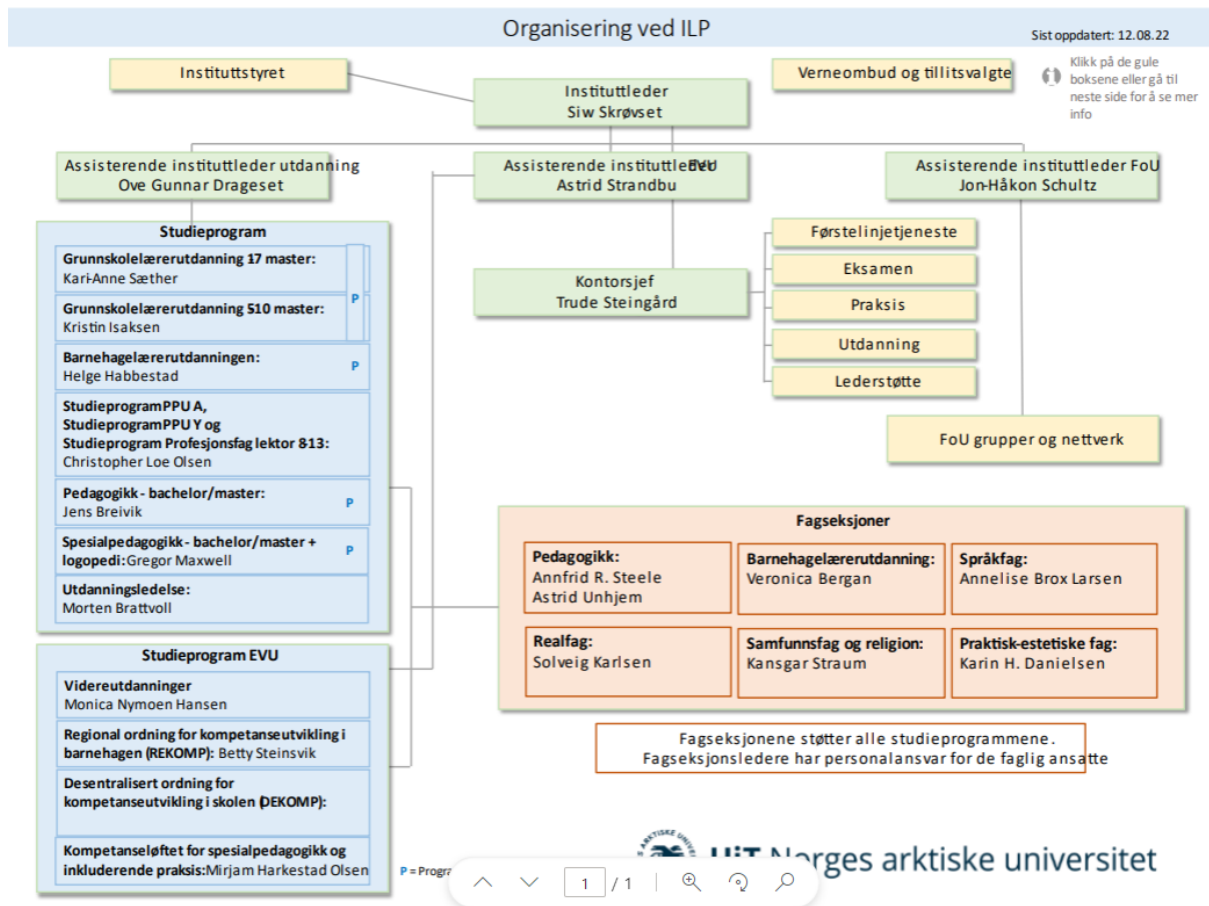 Organisering ved ILP
Sist oppdatert: 12.08.22
Klikk på de gule
boksene eller gå til
neste side for å se mer
info
Instituttstyret
Verneombud og tillitsvalgte
Instituttleder
Siw Skrøvset
Assisterende instituttleder utdanning
Ove Gunnar Drageset
Assisterende instituttleder EVU
Astrid Strandbu
Assisterende instituttleder FoU
Jon-Håkon Schultz
Kontorsjef
Trude Steingård
Førstelinjetjeneste
Eksamen
Praksis
Utdanning
Lederstøtte
FoU grupper og nettverk
Studieprogram
Grunnskolelærerutdanning 17 master:
Kari-Anne Sæther
P
Grunnskolelærerutdanning 510 master:
Kristin Isaksen
Barnehagelærerutdanningen:
Helge Habbestad
P
StudieprogramPPU A,
StudieprogramPPU Y og
Studieprogram Profesjonsfag lektor 813:
Christopher Loe Olsen
Pedagogikk - bachelor/master:
Jens Breivik
P
Spesialpedagogikk - bachelor/master +
logopedi:Gregor Maxwell
P
Utdanningsledelse:
Morten Brattvoll
Studieprogram EVU
Videreutdanninger
Monica Nymoen Hansen
Regional ordning for kompetanseutvikling i
barnehagen (REKOMP): Betty Steinsvik
Desentralisert ordning for
kompetanseutvikling i skolen (DEKOMP):
Kompetanseløftet for spesialpedagogikk og
inkluderende praksis:Mirjam Harkestad Olsen
Fagseksjoner
Pedagogikk:
Annfrid R. Steele
Astrid Unhjem
Barnehagelærerutdanning:
Veronica Bergan
Språkfag:
Annelise Brox Larsen
Realfag:
Solveig Karlsen
Samfunnsfag og religion:
Kansgar Straum
Praktisk-estetiske fag:
Karin H. Danielsen
Fagseksjonene støtter alle studieprogrammene.
Fagseksjonsledere har personalansvar for de faglig ansatte
P = Progra
UiT Norges arktiske universitet
1 / 1